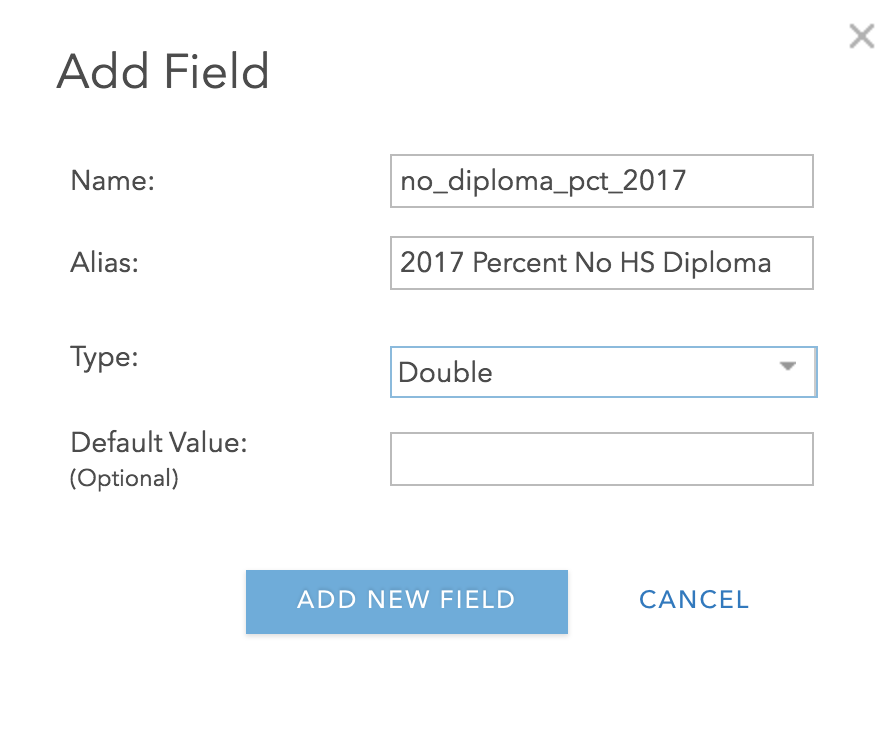 Add Field
Name: no_diploma_pct_2017
Alias: 2017 Percent No HS Diploma
Type: Double
Default Value:
(Optional)
ADD NEW FIELD CANCEL